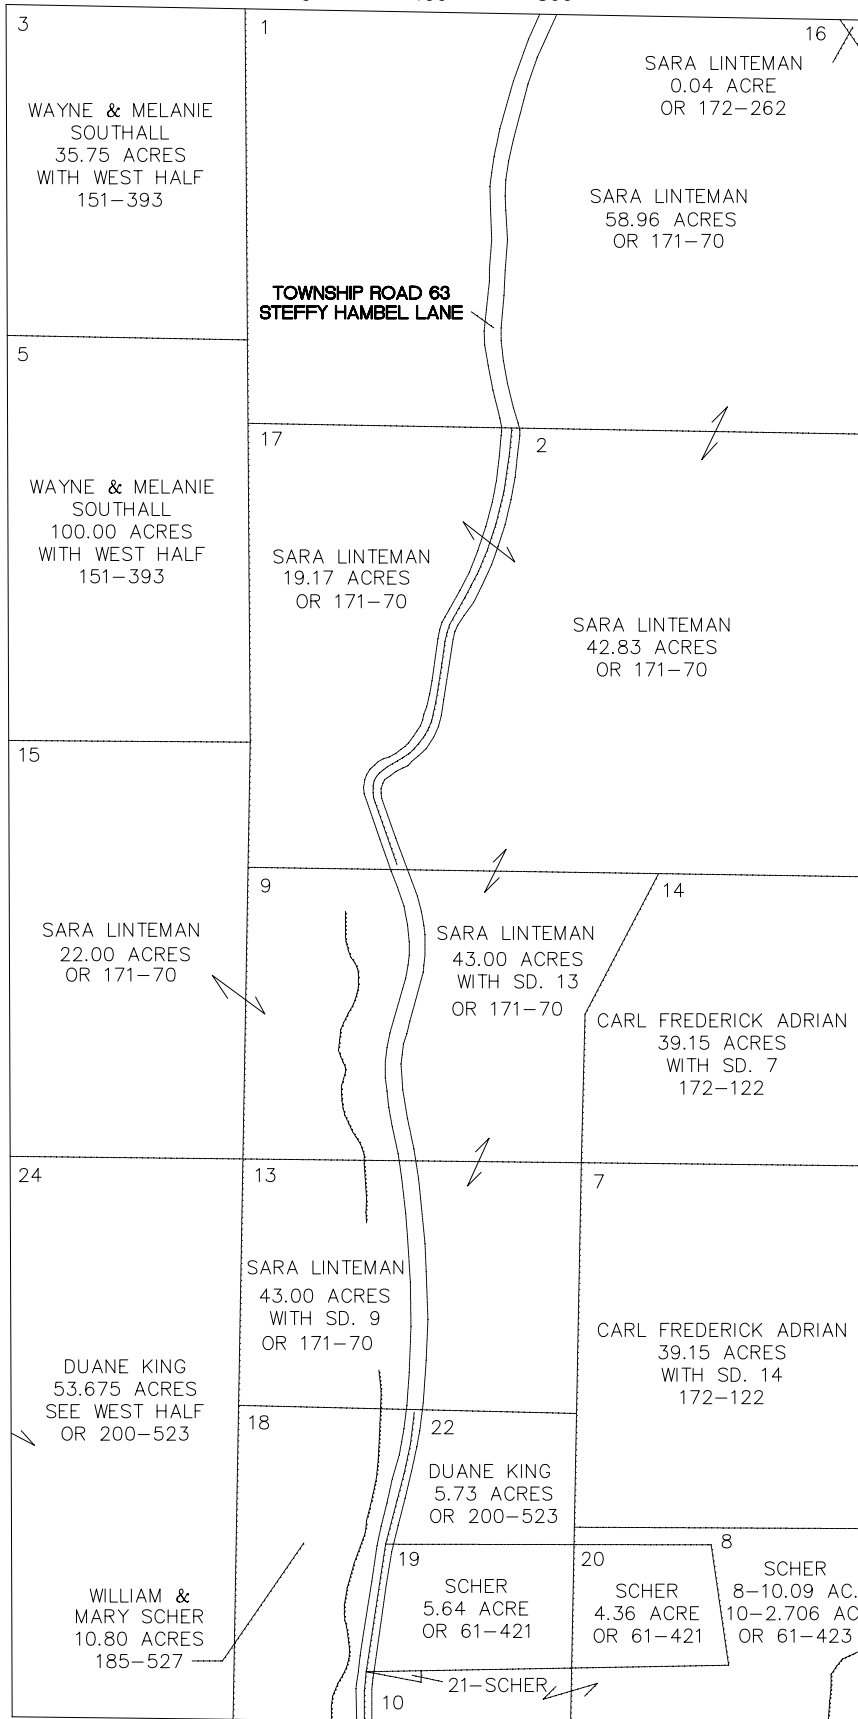 3
1
16
SARA LINTEMAN
0.04 ACRE
OR 172-262
WAYNE & MELANIE
SOUTHALL
35.75 ACRES
WITH WEST HALF
151-393
SARA LINTEMAN
58.96 ACRES
OR 171-70
TOWNSHIP ROAD 63
STEFFY HAMBEL LANE
5
17
2
WAYNE & MELANIE
SOUTHALL
100.00 ACRES
WITH WEST HALF
151-393
SARA LINTEMAN
19.17 ACRES
OR 171-70
SARA LINTEMAN
42.83 ACRES
OR 171-70
15
9
14
SARA LINTEMAN
22.00 ACRES
OR 171-70
SARA LINTEMAN
43.00 ACRES
WITH SD. 13
OR 171-70
CARL FREDERICK ADRIAN
39.15 ACRES
WITH SD. 7
172-122
24
13
7
SARA LINTEMAN
43.00 ACRES
WITH SD. 9
OR 171-70
CARL FREDERICK ADRIAN
39.15 ACRES
WITH SD. 14
172-122
DUANE KING
53.675 ACRES
SEE WEST HALF
OR 200-523
18
22
DUANE KING
5.73 ACRES
OR 200-523
19
20
8
SCHER
5.64 ACRE
OR 61-421
SCHER
4.36 ACRE
OR 61-421
SCHER
8-10.09 AC.
10-2.706 AC
OR 61-423
WILLIAM &
MARY SCHER
10.80 ACRES
185-527
21-SCHER
10